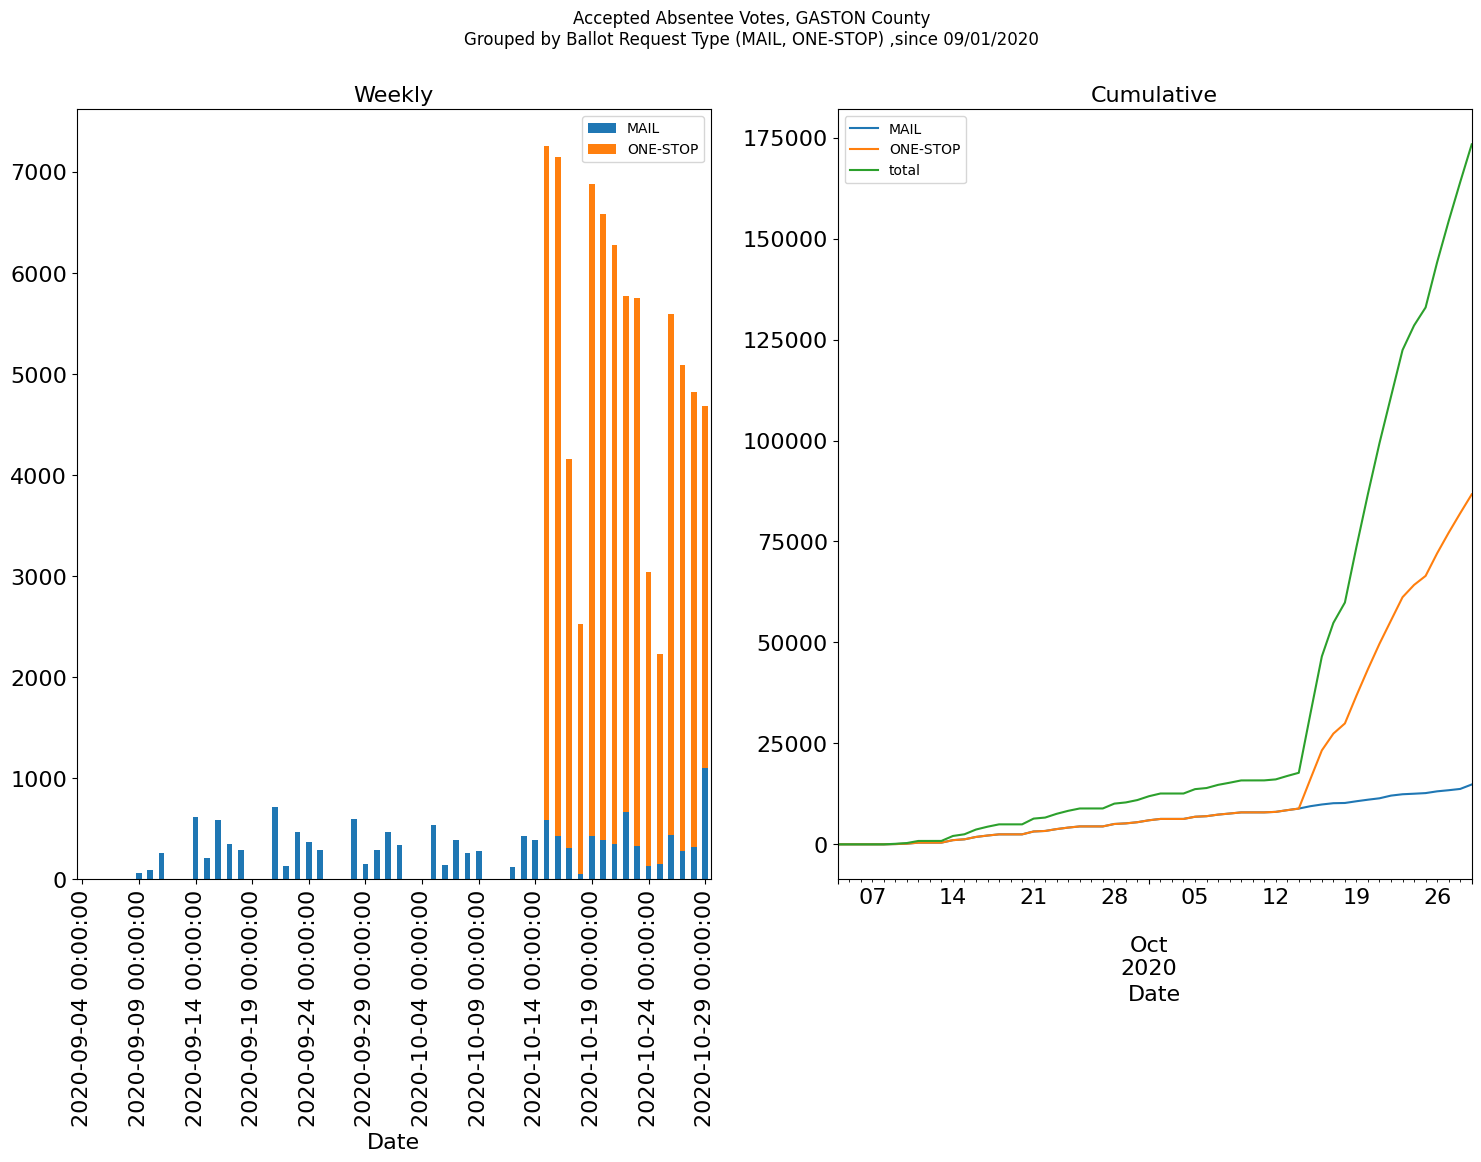 Accepted Absentee Votes, GASTON County
Grouped by Ballot Request Type (MAIL, ONE-STOP) ,since 09/01/2020
Weekly
MAIL
ONE-STOP
7000
6000
5000
4000
3000
2000
1000
0
2020-09-04 00:00:00
2020-09-09 00:00:00
2020-09-14 00:00:00
2020-09-19 00:00:00
2020-09-24 00:00:00
2020-09-29 00:00:00
2020-10-04 00:00:00
2020-10-09 00:00:00
2020-10-14 00:00:00
2020-10-19 00:00:00
2020-10-24 00:00:00
2020-10-29 00:00:00
Date
Cumulative
MAIL
ONE-STOP
total
175000
150000
125000
100000
75000
50000
25000
0
07 14 21 28 05 12 19 26
Oct
2020
Date